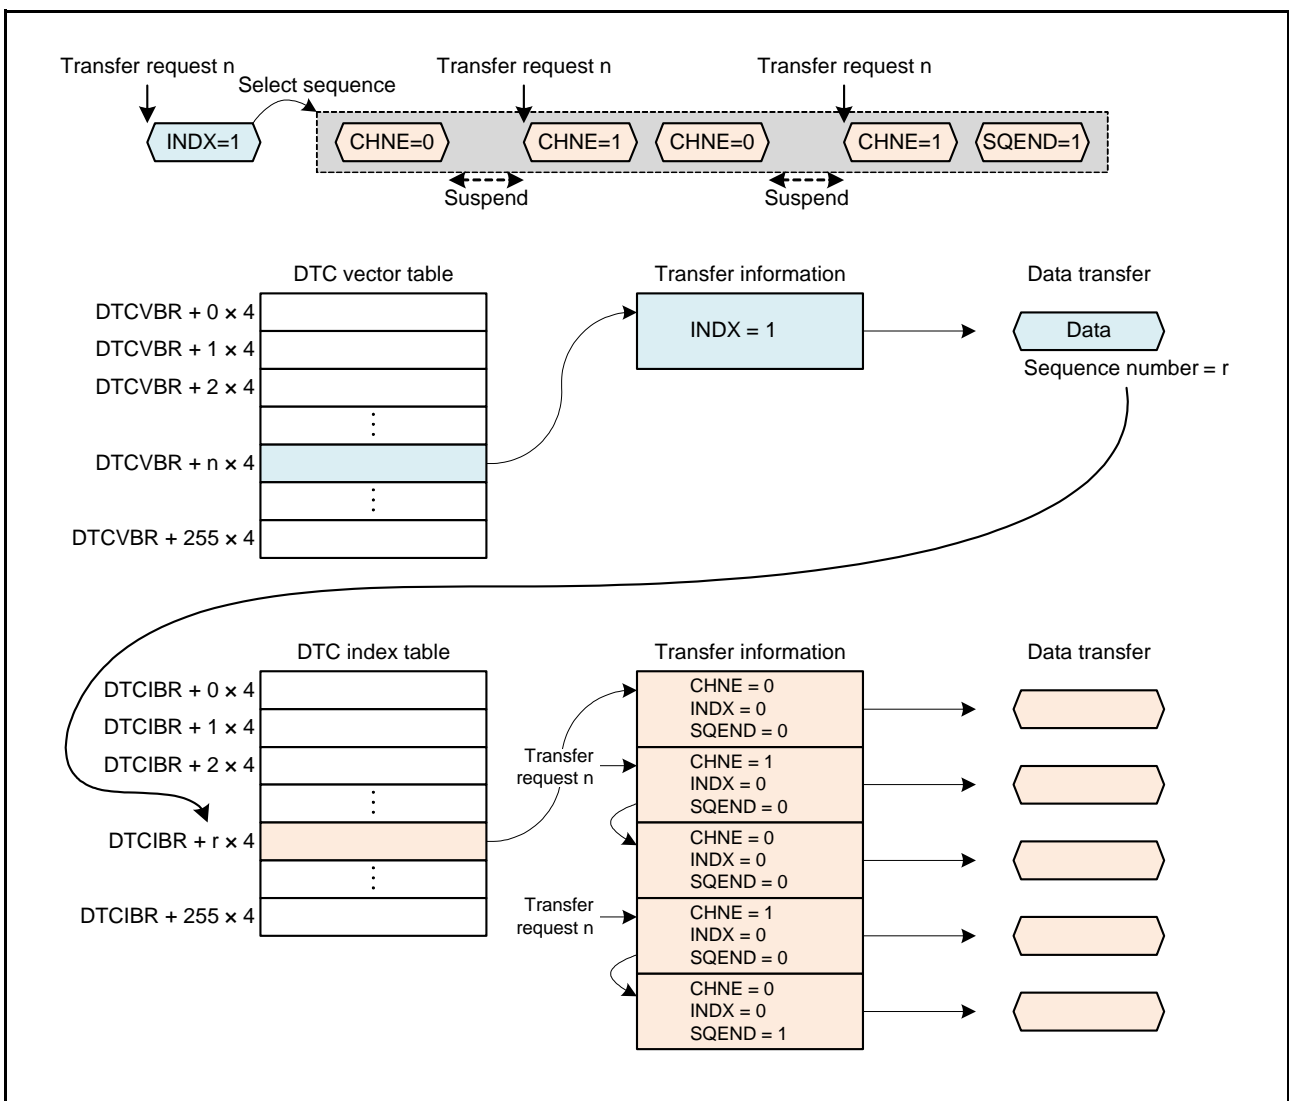 Transfer request n
Transfer request n
Transfer request n
Select sequence
INDX=1
CHNE=0
CHNE=1
CHNE=0
CHNE=1
SQEND=1
Suspend
Suspend
DTC vector table
Transfer information
Data transfer
DTCVBR + 0 × 4
DTCVBR + 1 × 4
DTCVBR + 2 × 4
DTCVBR + n × 4
DTCVBR + 255 × 4
INDX = 1
Data
Sequence number = r
DTC index table
Transfer information
Data transfer
DTCIBR + 0 × 4
DTCIBR + 1 × 4
DTCIBR + 2 × 4
DTCIBR + r × 4
DTCIBR + 255 × 4
CHNE = 0
INDX = 0
SQEND = 0
Transfer
request n
CHNE = 1
INDX = 0
SQEND = 0
CHNE = 0
INDX = 0
SQEND = 0
Transfer
request n
CHNE = 1
INDX = 0
SQEND = 0
CHNE = 0
INDX = 0
SQEND = 1